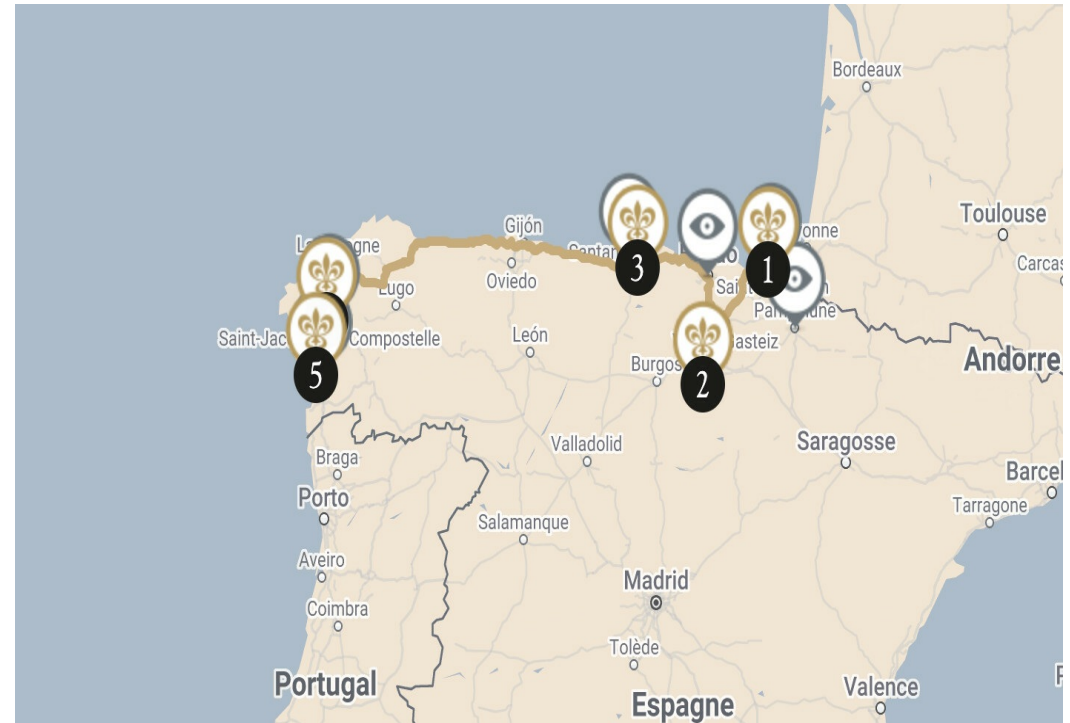 Bordeaux
Toulouse
Gijón
Oviedo
3
1
Lugo
León
Compostelle
Burgos
2
Andorre
5
Valladolid
Saragosse
Braga
Porto
Tarragone
Salamanque
Aveiro
Madrid
Coimbra
Tolède
Portugal
Espagne
Valence